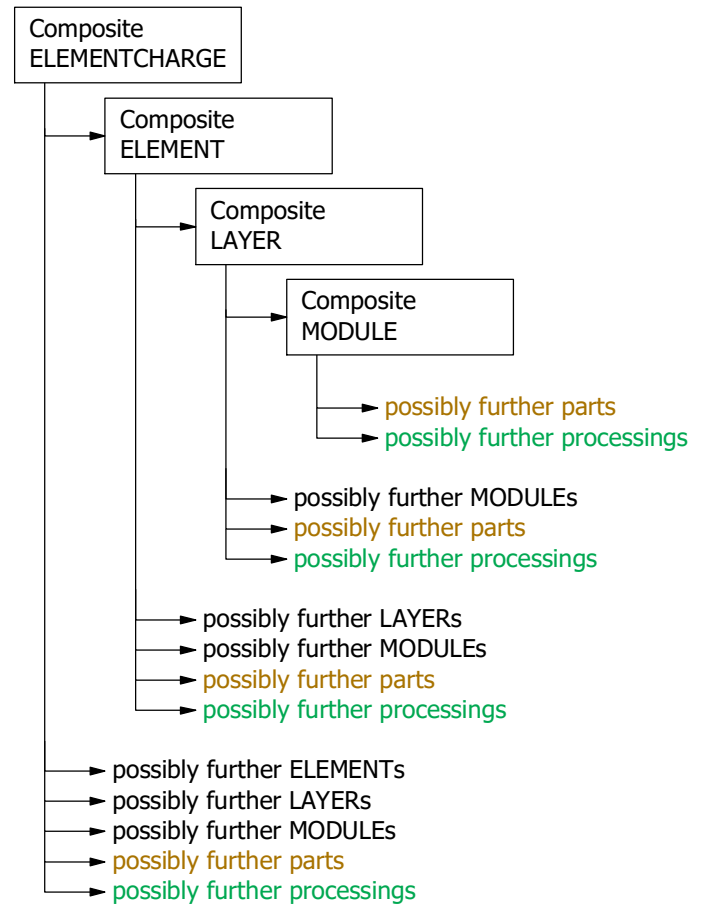 Composite
ELEMENTCHARGE
Composite
ELEMENT
Composite
LAYER
Composite
MODULE
possibly further parts
possibly further processings
possibly further MODULEs
possibly further parts
possibly further processings
possibly further LAYERs
possibly further MODULEs
possibly further parts
possibly further processings
possibly further ELEMENTs
possibly further LAYERs
possibly further MODULEs
possibly further parts
possibly further processings